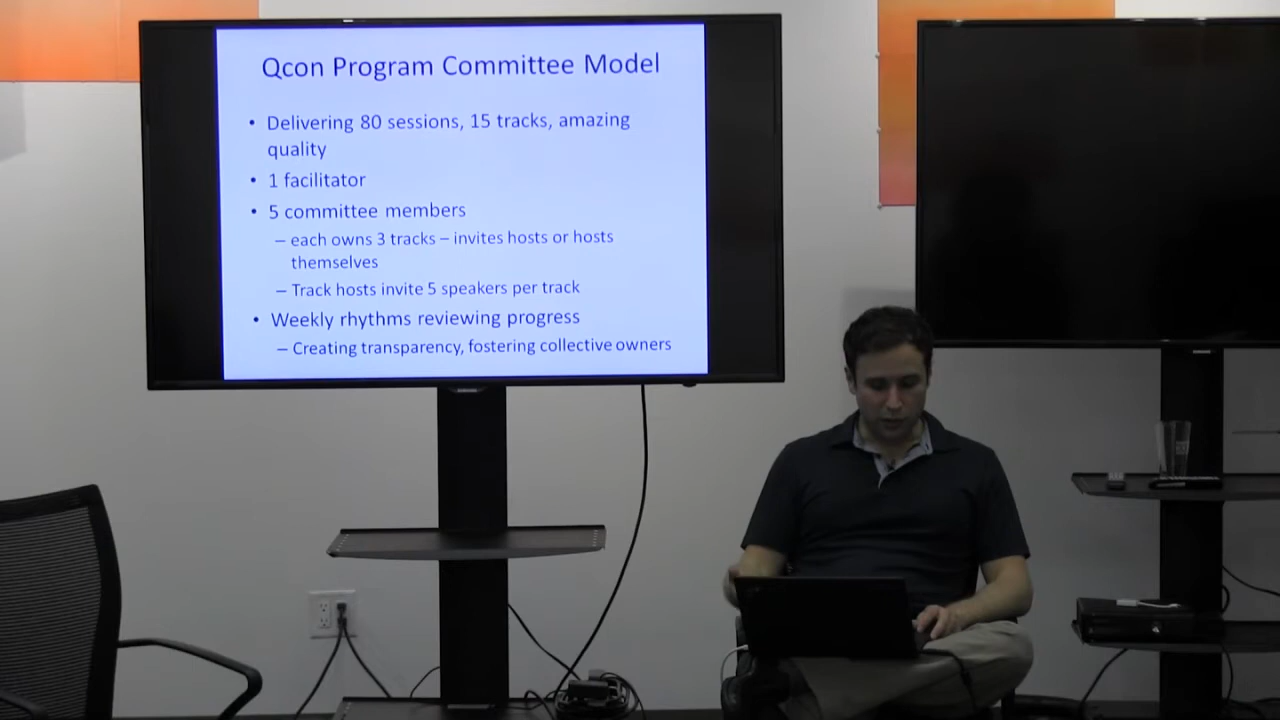 Qcon Program Committee Model
• Delivering 80 sessions, 15 tracks, amazing
quality
• 1 facilitator
• 5 committee members
– each owns 3 tracks – invites hosts or hosts
themselves
– Track hosts invite 5 speakers per track
• Weekly rhythms reviewing progress
– Creating transparency, fostering collective owners